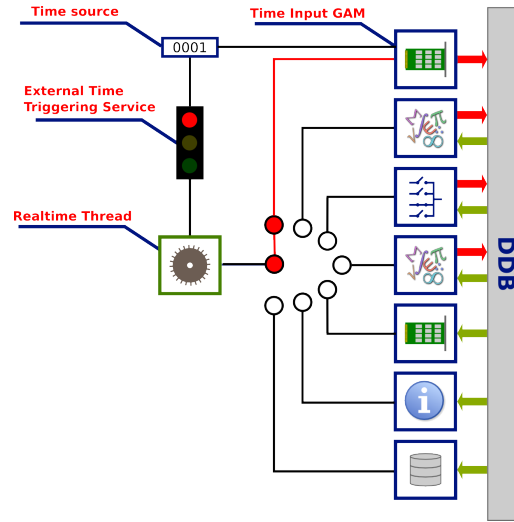 Time source
Time Input GAM
0001
External Time
Triggering Service
Realtime Thread
DDB